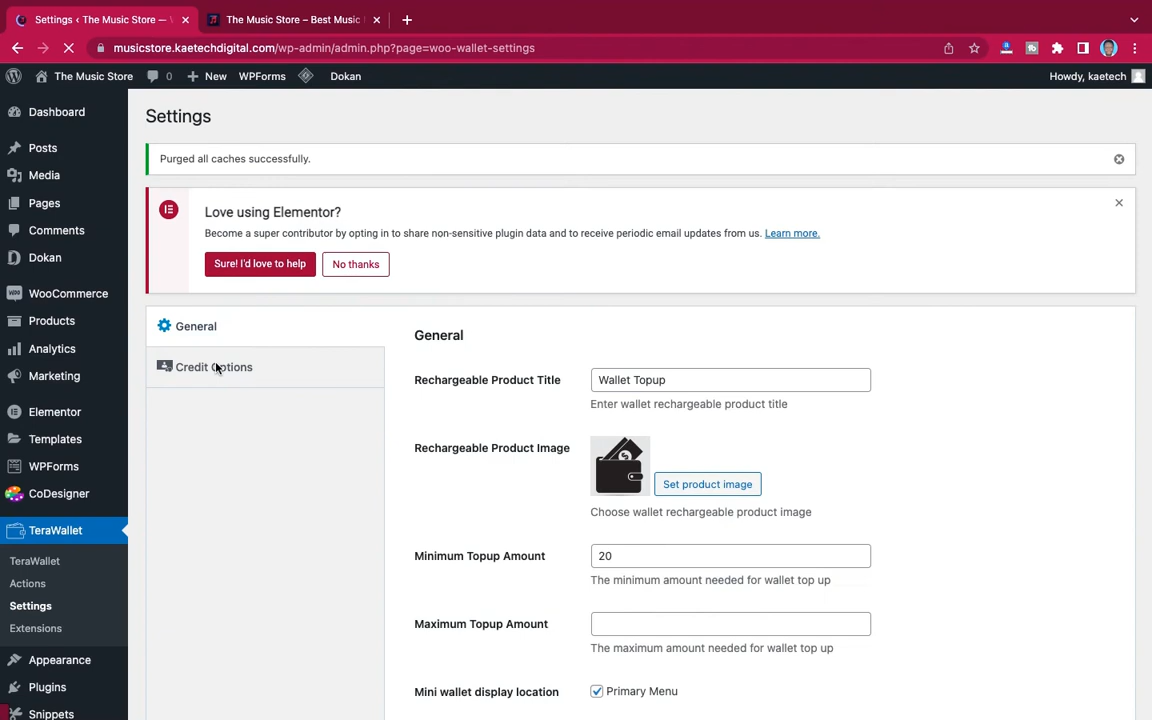 Settings ‹ The Music Store —
The Music Store – Best Music
musicstore.kaetechdigital.com/wp-admin/admin.php?page=woo-wallet-settings
The Music Store
0
New
WPForms
Dokan
Howdy, kaetech
Dashboard
Posts
Media
Pages
Comments
Dokan
WooCommerce
Products
Analytics
Marketing
Elementor
Templates
WPForms
CoDesigner
TeraWallet
TeraWallet
Actions
Settings
Extensions
Appearance
Plugins
Snippets
Settings
Purged all caches successfully.
Love using Elementor?
Become a super contributor by opting in to share non-sensitive plugin data and to receive periodic email updates from us. Learn more.
Sure! I'd love to help
No thanks
General
Credit Options
General
Rechargeable Product Title
Wallet Topup
Enter wallet rechargeable product title
Rechargeable Product Image
Set product image
Choose wallet rechargeable product image
Minimum Topup Amount
20
The minimum amount needed for wallet top up
Maximum Topup Amount
The maximum amount needed for wallet top up
Mini wallet display location
Primary Menu